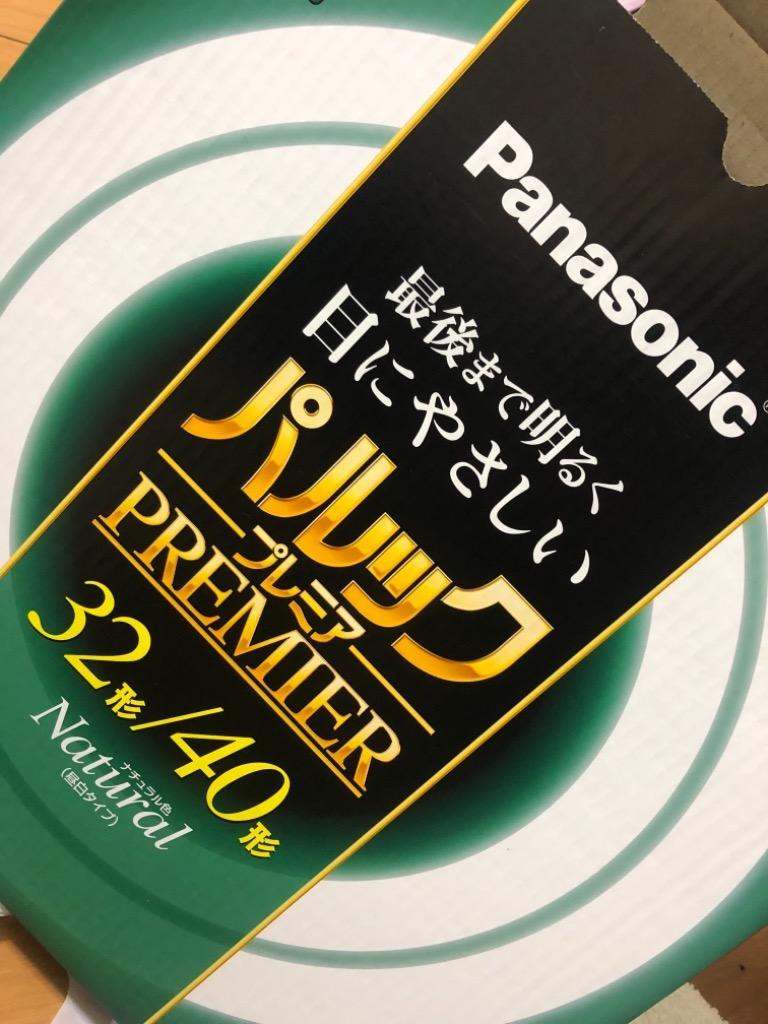 Panasonic
最後まで明るく
目にやさしい
パルック
プレミア
PREMIER
32形/40形
ナチュラル色
Natural
(昼白タイプ)